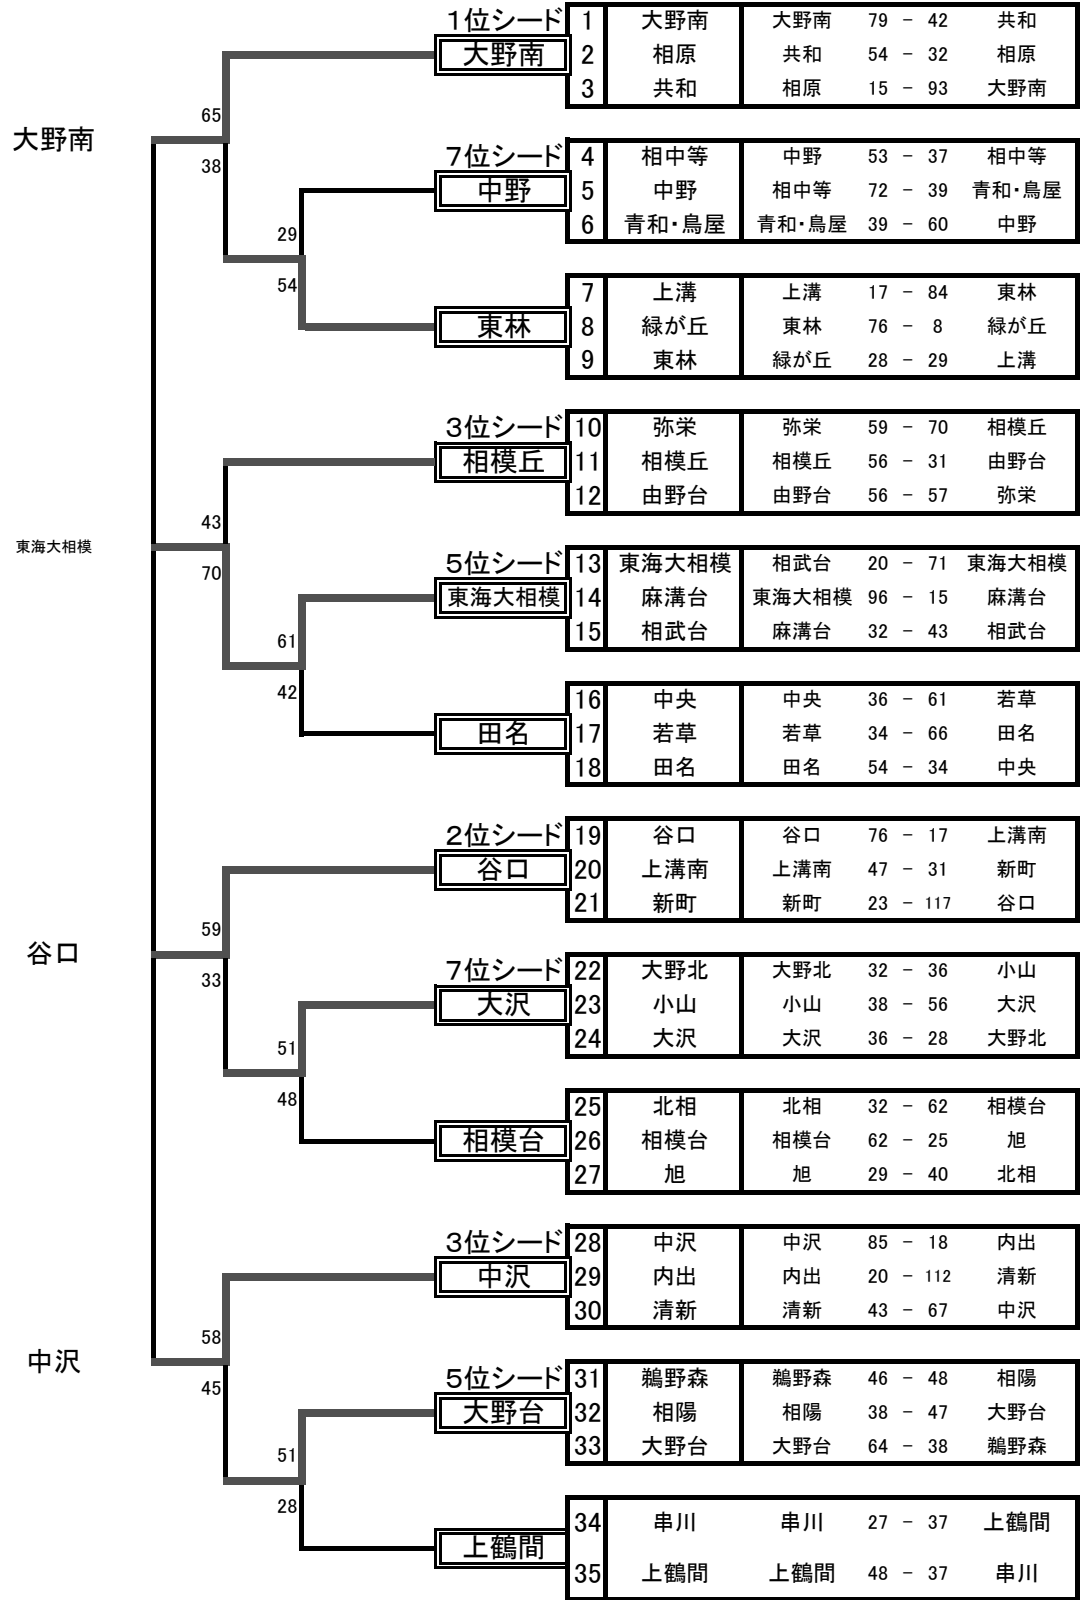 1位シード 1 大野南 大野南 79 － 42 共和
大野南 2 相原 共和 54 － 32 相原
3 共和 相原 15 － 93 大野南
65
大野南
38
7位シード 4 相中等 中野 53 － 37 相中等
中野 5 中野 相中等 72 － 39 青和・鳥屋
6 青和・鳥屋 青和・鳥屋 39 － 60 中野
29
54
7 上溝 上溝 17 － 84 東林
東林 8 緑が丘 東林 76 － 8 緑が丘
9 東林 緑が丘 28 － 29 上溝
3位シード 10 弥栄 弥栄 59 － 70 相模丘
相模丘 11 相模丘 相模丘 56 － 31 由野台
12 由野台 由野台 56 － 57 弥栄
43
東海大相模
70
5位シード 13 東海大相模 相武台 20 － 71 東海大相模
東海大相模 14 麻溝台 東海大相模 96 － 15 麻溝台
15 相武台 麻溝台 32 － 43 相武台
61
42
16 中央 中央 36 － 61 若草
田名 17 若草 若草 34 － 66 田名
18 田名 田名 54 － 34 中央
2位シード 19 谷口 谷口 76 － 17 上溝南
谷口 20 上溝南 上溝南 47 － 31 新町
21 新町 新町 23 － 117 谷口
59
谷口
33
7位シード 22 大野北 大野北 32 － 36 小山
大沢 23 小山 小山 38 － 56 大沢
24 大沢 大沢 36 － 28 大野北
51
48
25 北相 北相 32 － 62 相模台
相模台 26 相模台 相模台 62 － 25 旭
27 旭 旭 29 － 40 北相
3位シード 28 中沢 中沢 85 － 18 内出
中沢 29 内出 内出 20 － 112 清新
30 清新 清新 43 － 67 中沢
58
中沢
45
5位シード 31 鵜野森 鵜野森 46 － 48 相陽
大野台 32 相陽 相陽 38 － 47 大野台
33 大野台 大野台 64 － 38 鵜野森
51
28
34 串川 串川 27 － 37 上鶴間
上鶴間
35 上鶴間 上鶴間 48 － 37 串川